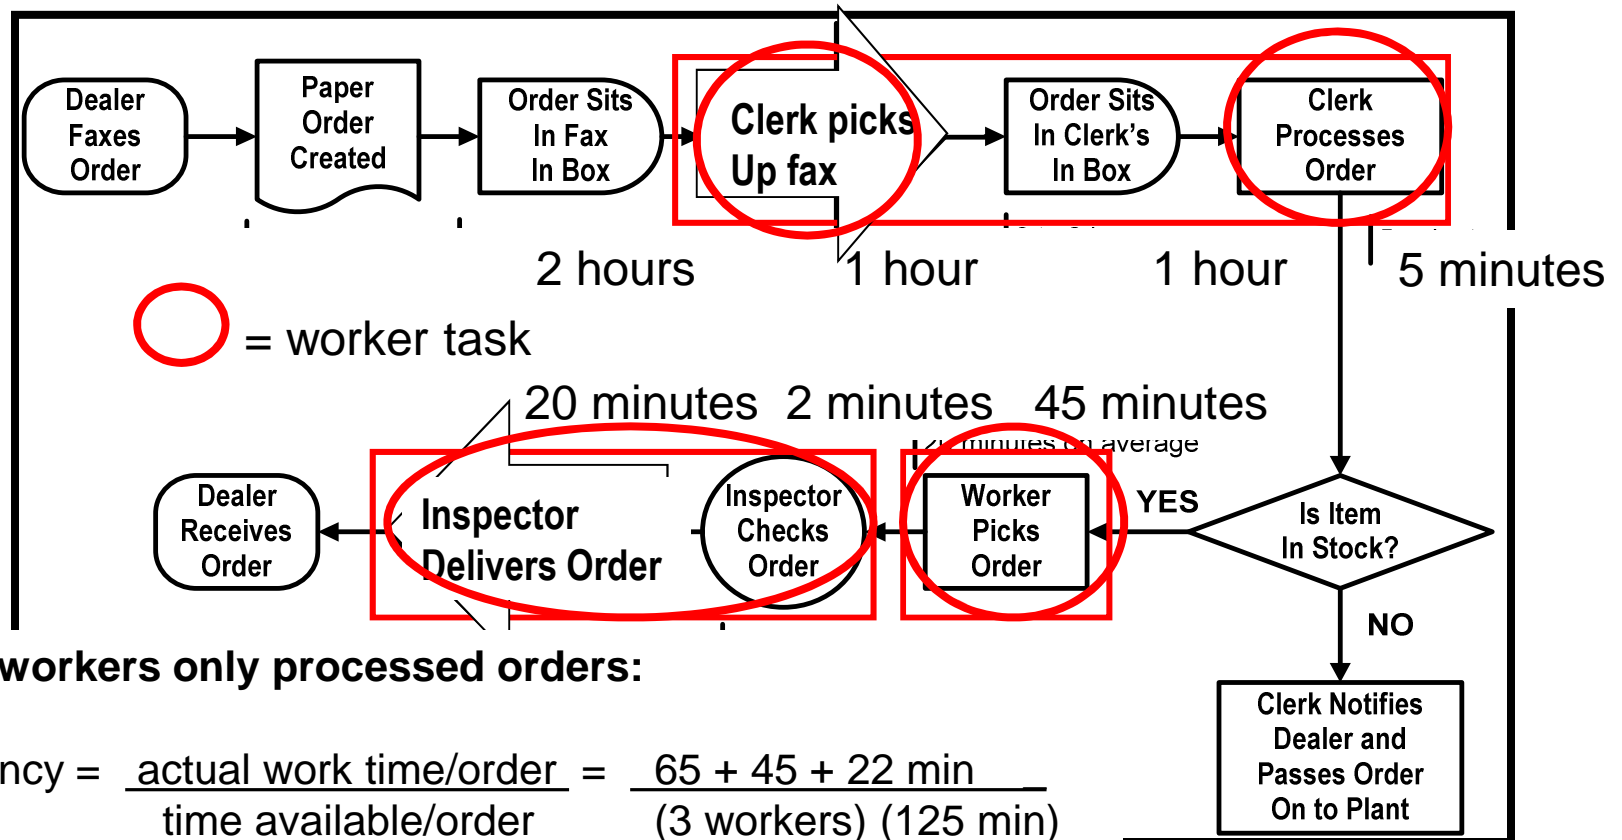 Dealer
Faxes
Order
Paper
Order
Created
Order Sits
In Fax
In Box
Clerk picks
Up fax
Order Sits
In Clerk's
In Box
Clerk
Processes
Order
2 hours
1 hour
1 hour
5 minutes
= worker task
20 minutes
2 minutes
45 minutes
minutes on average
Dealer
Receives
Order
Inspector
Delivers Order
Inspector
Checks
Order
Worker
Picks
Order
YES
Is Item
In Stock?
NO
workers only processed orders:
Clerk Notifies
Dealer and
Passes Order
On to Plant
ncy = actual work time/order = 65 + 45 + 22 min
time available/order (3 workers) (125 min)